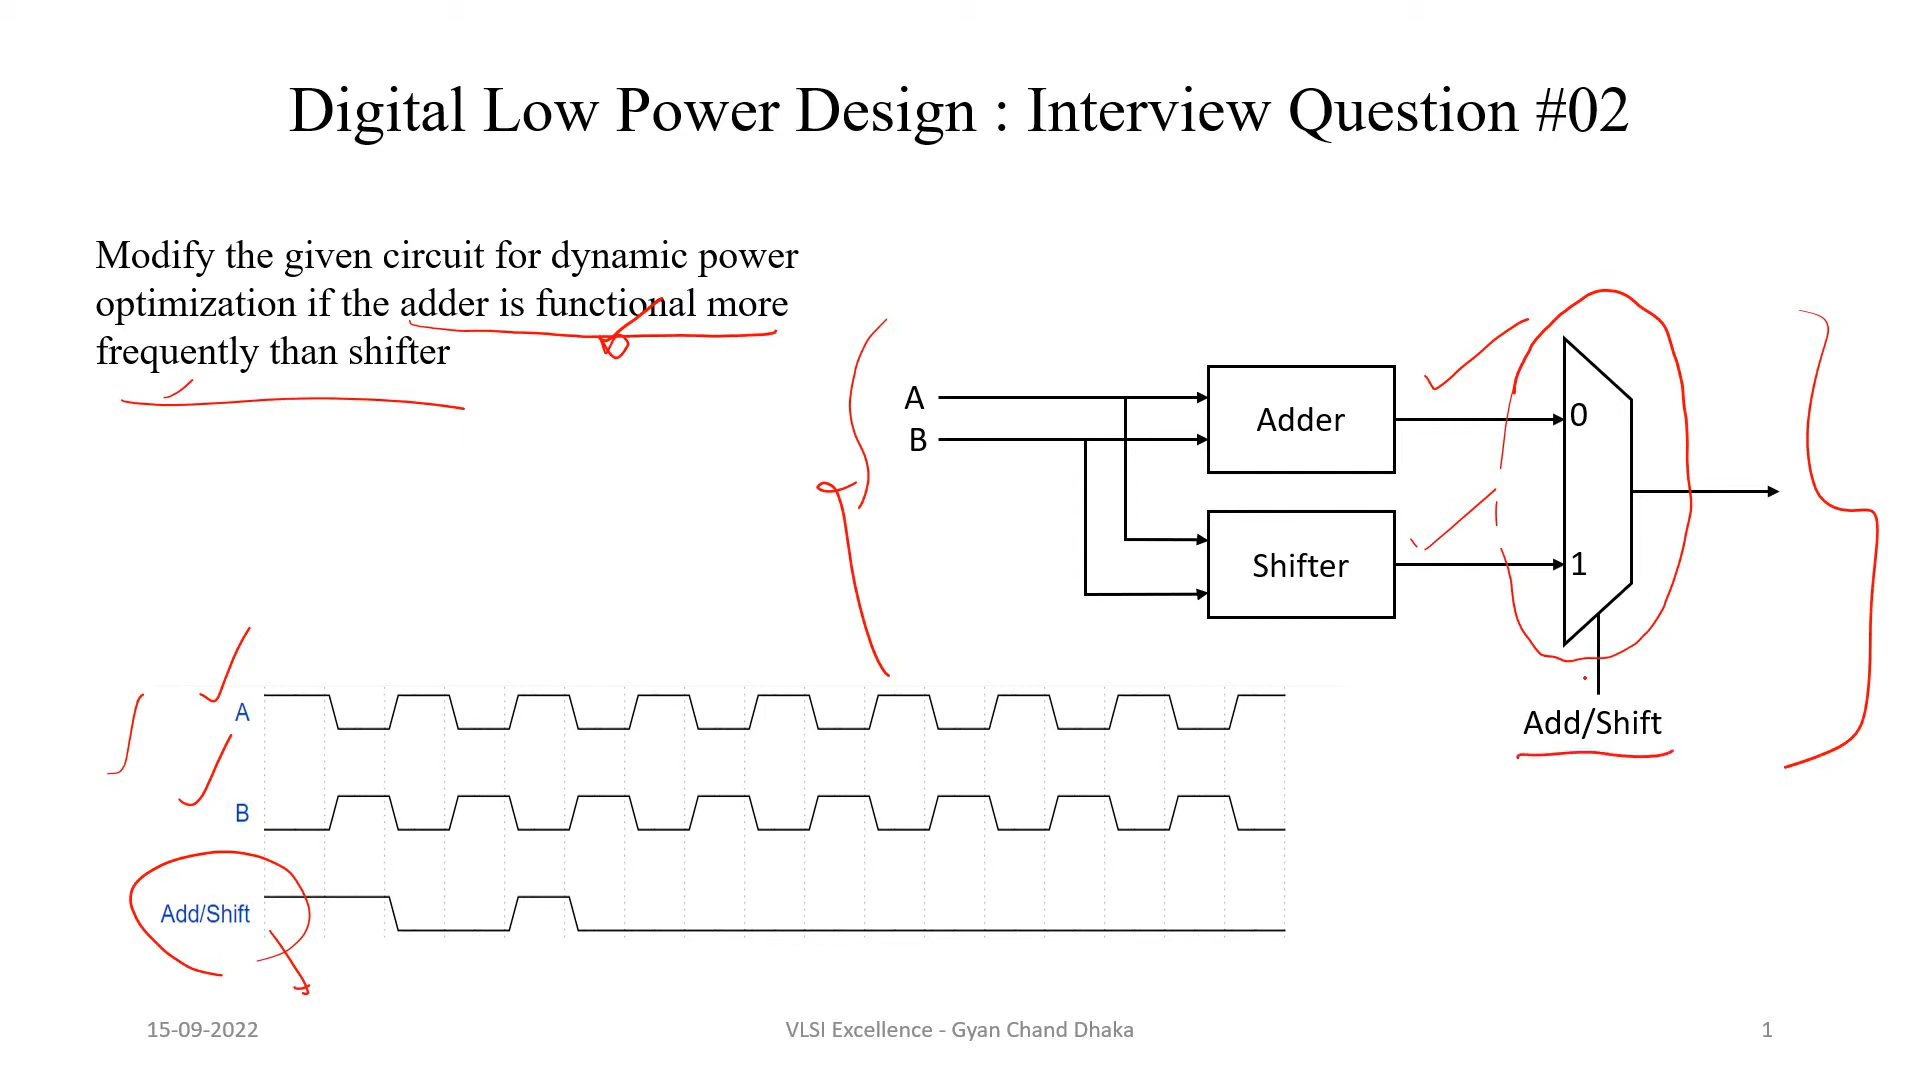 Digital Low Power Design : Interview Question #02
Modify the given circuit for dynamic power
optimization if the adder is functional more
frequently than shifter
A
B
Adder
Shifter
0
1
Add/Shift
A
B
Add/Shift
15-09-2022
VLSI Excellence - Gyan Chand Dhaka
1